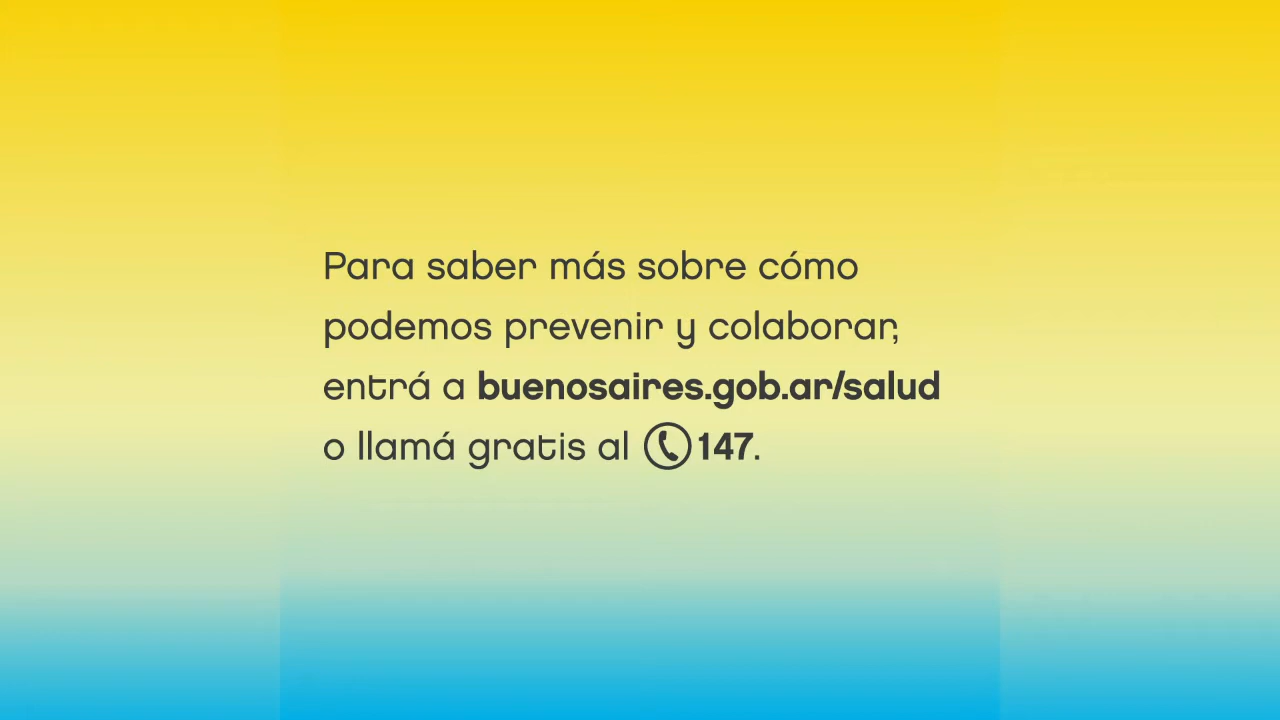 Para saber más sobre cómo
podemos prevenir y colaborar,
entrá a buenosaires.gob.ar/salud
o llamá gratis al 147.